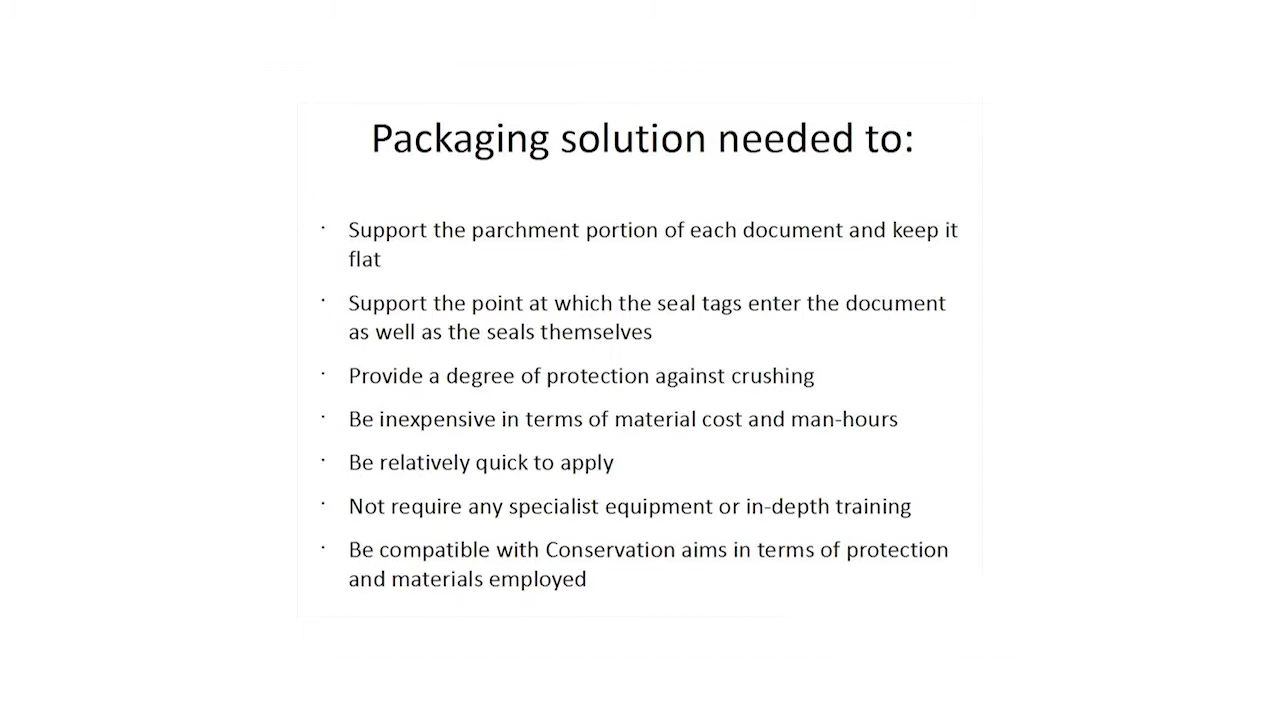 Packaging solution needed to:
· Support the parchment portion of each document and keep it
flat
· Support the point at which the seal tags enter the document
as well as the seals themselves
· Provide a degree of protection against crushing
· Be inexpensive in terms of material cost and man-hours
· Be relatively quick to apply
· Not require any specialist equipment or in-depth training
· Be compatible with Conservation aims in terms of protection
and materials employed